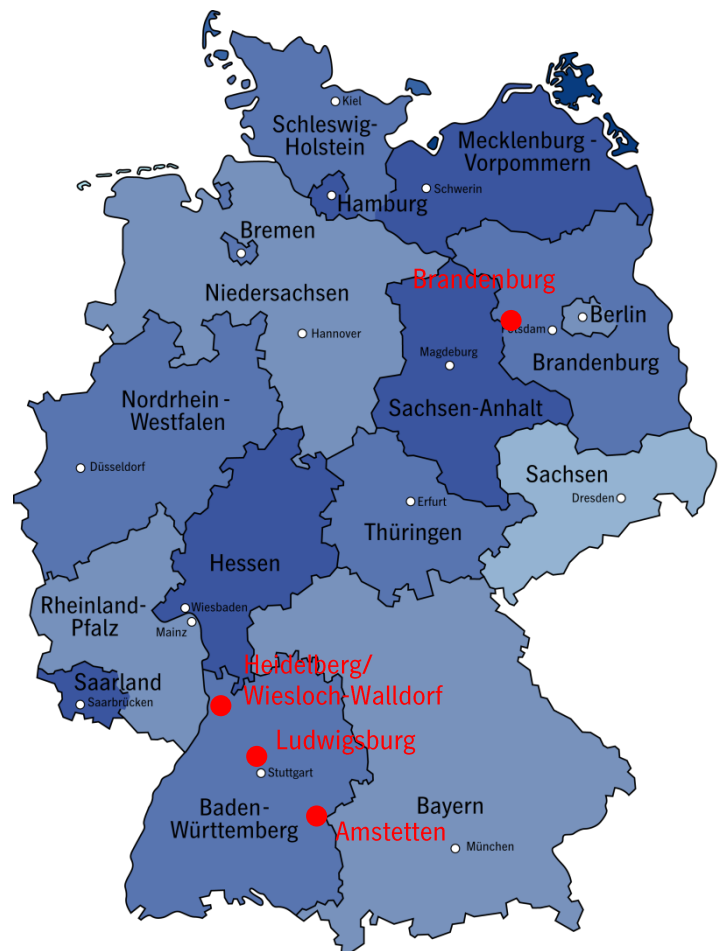 Kiel
Schleswig-
Holstein
Mecklenburg -
Vorpommern
Schwerin
Hamburg
Bremen
Brandenburg
Niedersachsen
Berlin
Hannover
Potsdam
Magdeburg
Brandenburg
Nordrhein -
Westfalen
Sachsen-Anhalt
Düsseldorf
Sachsen
Dresden
Erfurt
Thüringen
Hessen
Rheinland-
Pfalz
Wiesbaden
Mainz
Heidelberg/
Wiesloch-Walldorf
Saarland
Saarbrücken
Ludwigsburg
Stuttgart
Baden-
Württemberg
Bayern
Amstetten
München